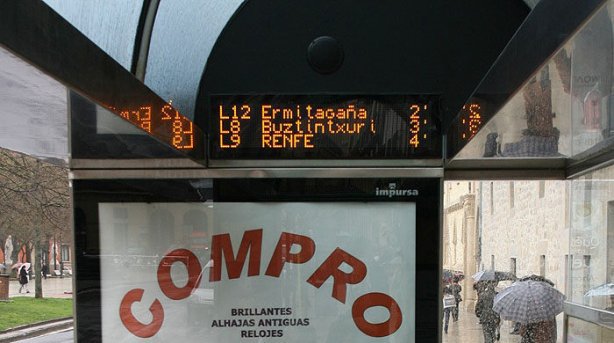 L12 Ermitagaña 2'
L8 Buztintxuri 3'
L9 RENFE 4'
impursa
COMPRO
BRILLANTES
ALHAJAS ANTIGUAS
RELOJES